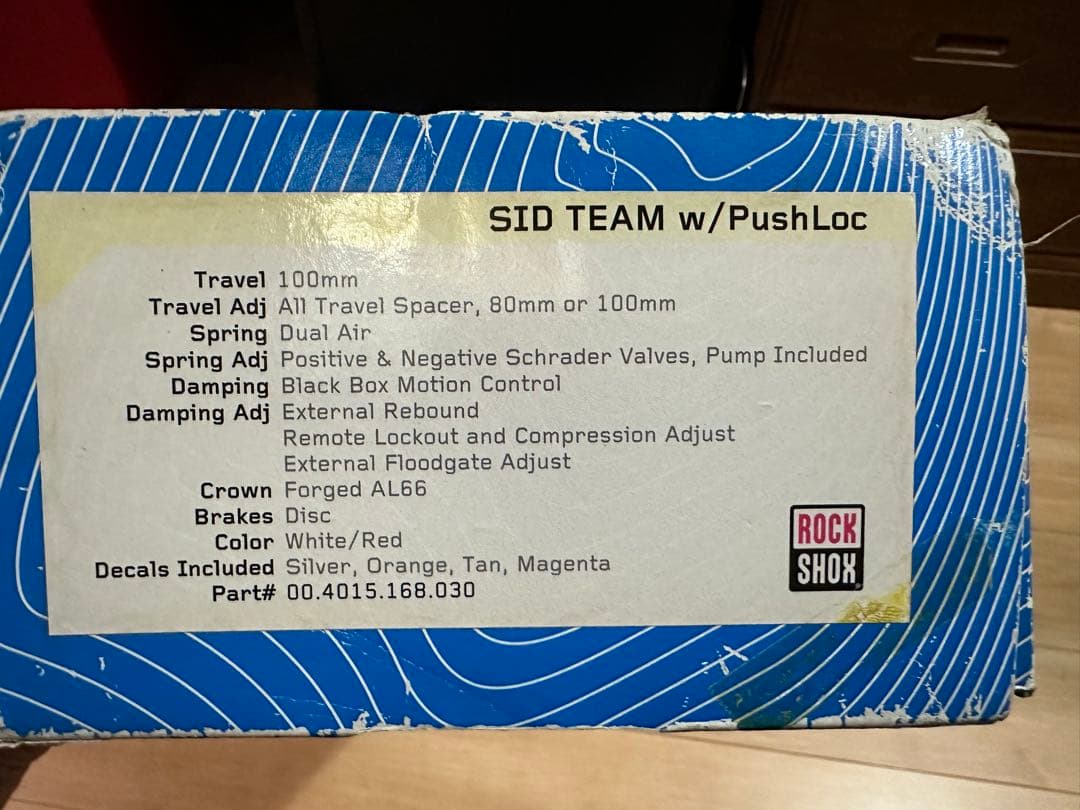 SID TEAM w/PushLoc
Travel 100mm
Travel Adj All Travel Spacer, 80mm or 100mm
Spring Dual Air
Spring Adj Positive & Negative Schrader Valves, Pump Included
Damping Black Box Motion Control
Damping Adj External Rebound
Remote Lockout and Compression Adjust
External Floodgate Adjust
Crown Forged AL66
Brakes Disc
Color White/Red
Decals Included Silver, Orange, Tan, Magenta
Part# 00.4015.168.030
ROCK
SHOX